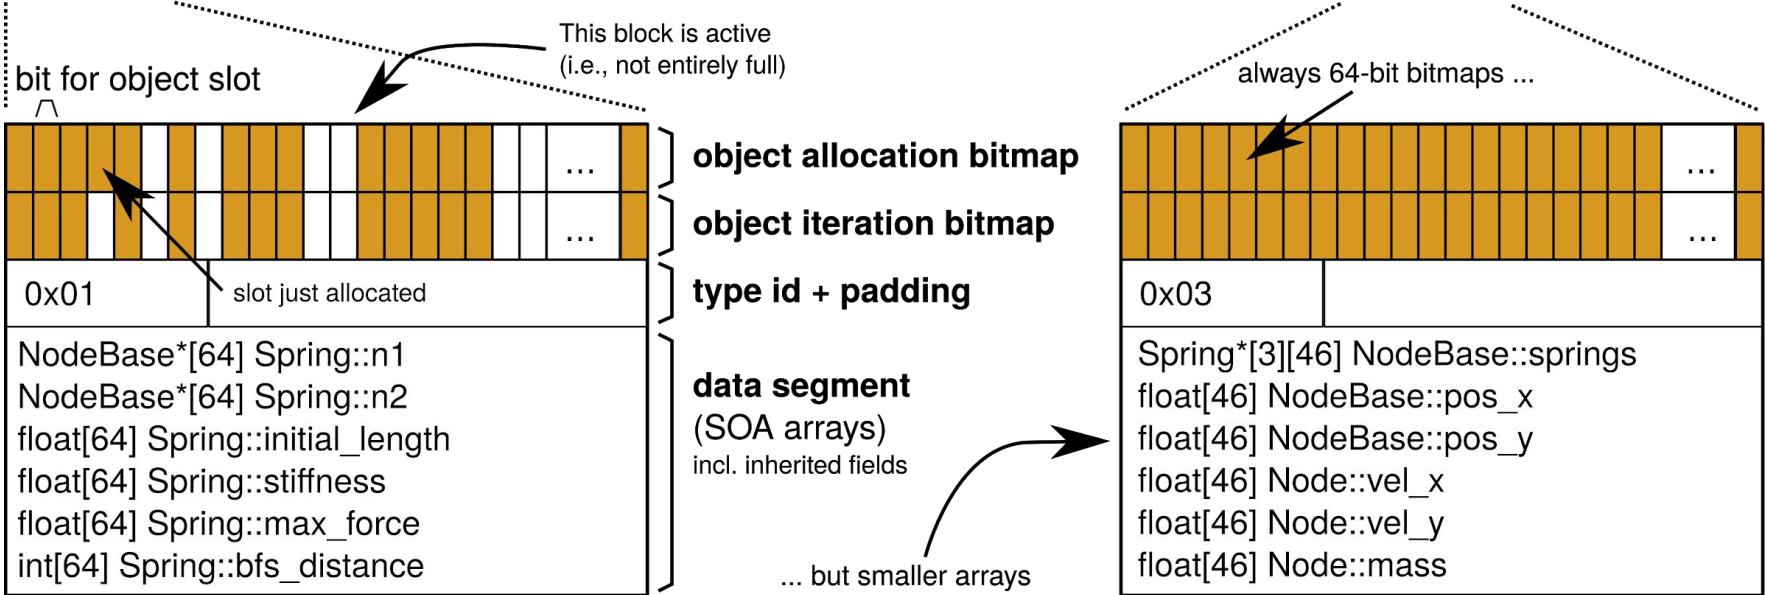 This block is active
(i.e., not entirely full)
bit for object slot
always 64-bit bitmaps ...
...
object allocation bitmap
...
...
object iteration bitmap
...
0x01
slot just allocated
type id + padding
0x03
NodeBase*[64] Spring::n1
NodeBase*[64] Spring::n2
float[64] Spring::initial_length
float[64] Spring::stiffness
float[64] Spring::max_force
int[64] Spring::bfs_distance
data segment
(SOA arrays)
incl. inherited fields
... but smaller arrays
Spring*[3][46] NodeBase::springs
float[46] NodeBase::pos_x
float[46] NodeBase::pos_y
float[46] Node::vel_x
float[46] Node::vel_y
float[46] Node::mass